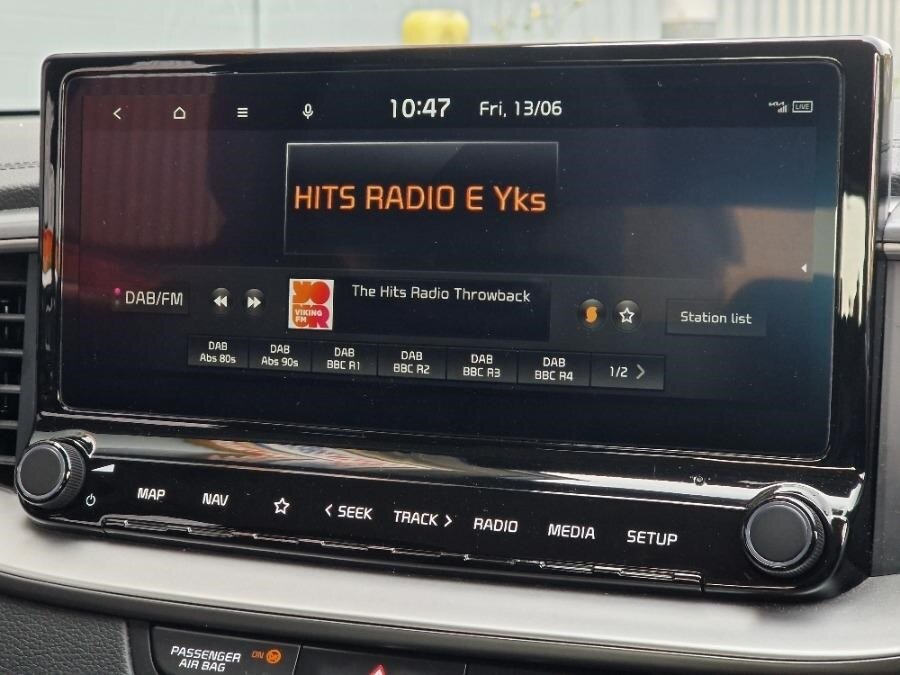 10:47 Fri, 13/06
LIVE
HITS RADIO E Yks
DAB/FM
VIKING
FM
The Hits Radio Throwback
Station list
DAB
Abs 80s
DAB
Abs 90s
DAB
BBC R1
DAB
BBC R2
DAB
BBC R3
DAB
BBC R4
1/2
MAP
NAV
SEEK
TRACK
RADIO
MEDIA
SETUP
PASSENGER
AIR BAG
ON